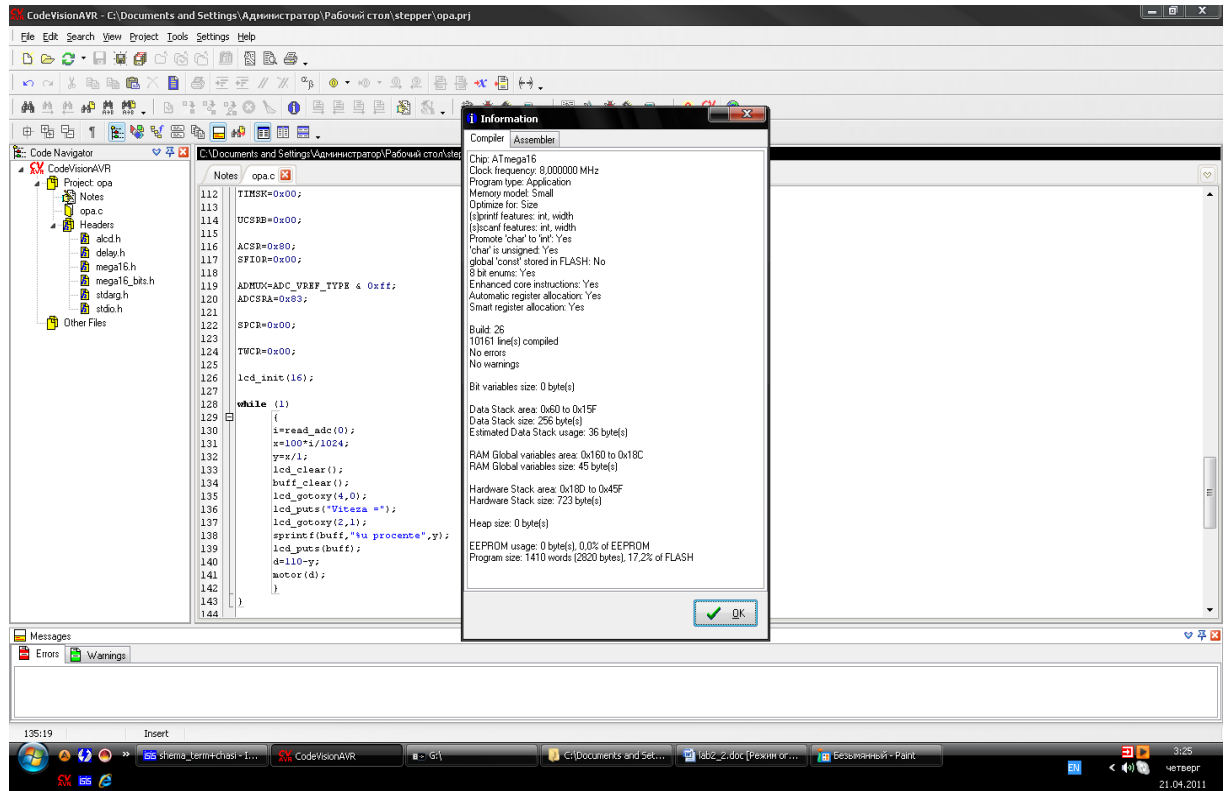 CodeVisionAVR - C:\Documents and Settings\Администратор\Рабочий стол\stepper\opa.prj
File Edit Search View Project Tools Settings Help
Code Navigator
CodeVisionAVR
Project: opa
Notes
opa.c
Headers
alcd.h
delay.h
mega16.h
mega16_bits.h
stdarg.h
stdio.h
Other Files
C:\Documents and Settings\Администратор\Рабочий стол\step
Notes opa.c
112 TIMSK=0x00;
113
114 UCSRB=0x00;
115
116 ACSR=0x80;
117 SFIOR=0x00;
118
119 ADMUX=ADC_VREF_TYPE & 0xff;
120 ADCSRA=0x83;
121
122 SPCR=0x00;
123
124 TWCR=0x00;
125
126 lcd_init(16);
127
128 while (1)
129 {
130 i=read_adc(0);
131 x=100*i/1024;
132 y=x/1;
133 lcd_clear();
134 buff_clear();
135 lcd_gotoxy(4,0);
136 lcd_puts("Viteza =");
137 lcd_gotoxy(2,1);
138 sprintf(buff,"%u procente",y);
139 lcd_puts(buff);
140 d=110-y;
141 motor(d);
142 }
143 }
144
Information
Compiler Assembler
Chip: ATmega16
Clock frequency: 8,000000 MHz
Program type: Application
Memory model: Small
Optimize for: Size
(s)printf features: int, width
(s)scanf features: int, width
Promote 'char' to 'int': Yes
'char' is unsigned: Yes
global 'const' stored in FLASH: No
8 bit enums: Yes
Enhanced core instructions: Yes
Automatic register allocation: Yes
Smart register allocation: Yes
Build: 26
10161 line(s) compiled
No errors
No warnings
Bit variables size: 0 byte(s)
Data Stack area: 0x60 to 0x15F
Data Stack size: 256 byte(s)
Estimated Data Stack usage: 36 byte(s)
RAM Global variables area: 0x160 to 0x18C
RAM Global variables size: 45 byte(s)
Hardware Stack area: 0x18D to 0x45F
Hardware Stack size: 723 byte(s)
Heap size: 0 byte(s)
EEPROM usage: 0 byte(s), 0,0% of EEPROM
Program size: 1410 words (2820 bytes), 17,2% of FLASH
OK
Messages
Errors Warnings
135:19 Insert
shema_term+chasi - I... CodeVisionAVR G:\ C:\Documents and Set... lab2_2.doc [Режим ог... Безымянный - Paint
EN
3:25
четверг
21.04.2011